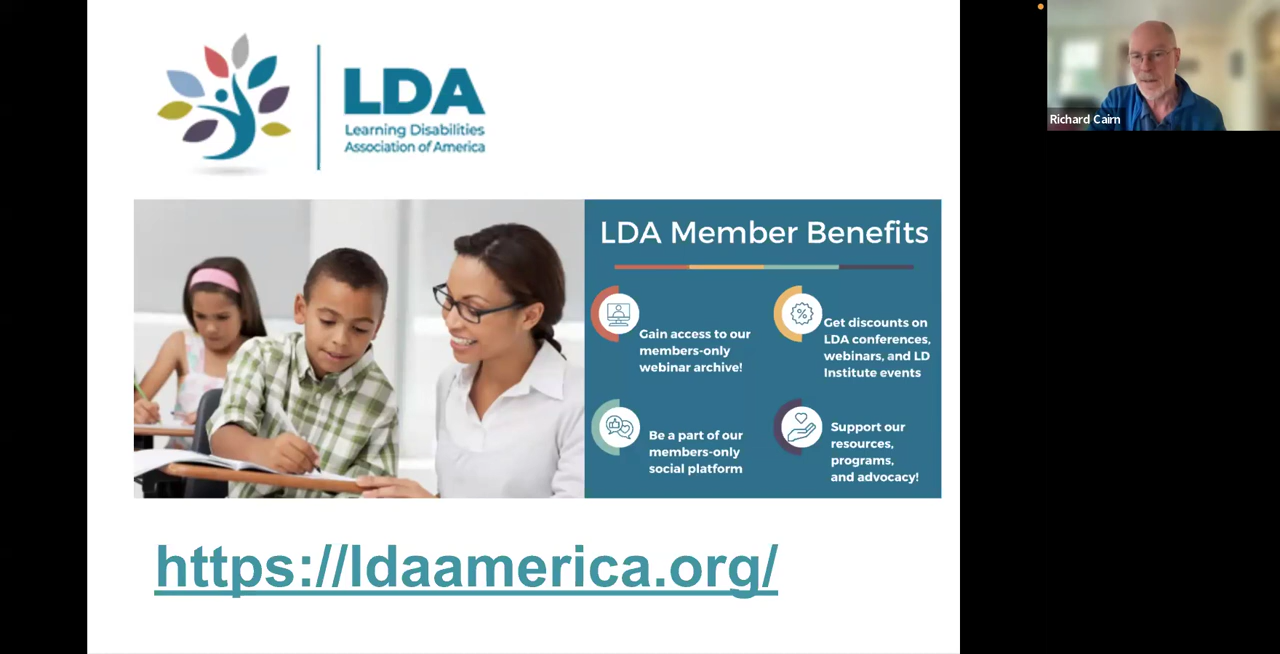 LDA
Learning Disabilities
Association of America
Richard Cairn
LDA Member Benefits
Gain access to our
members-only
webinar archive!
%
Get discounts on
LDA conferences,
webinars, and LD
Institute events
Be a part of our
members-only
social platform
Support our
resources,
programs,
and advocacy!
https://ldaamerica.org/